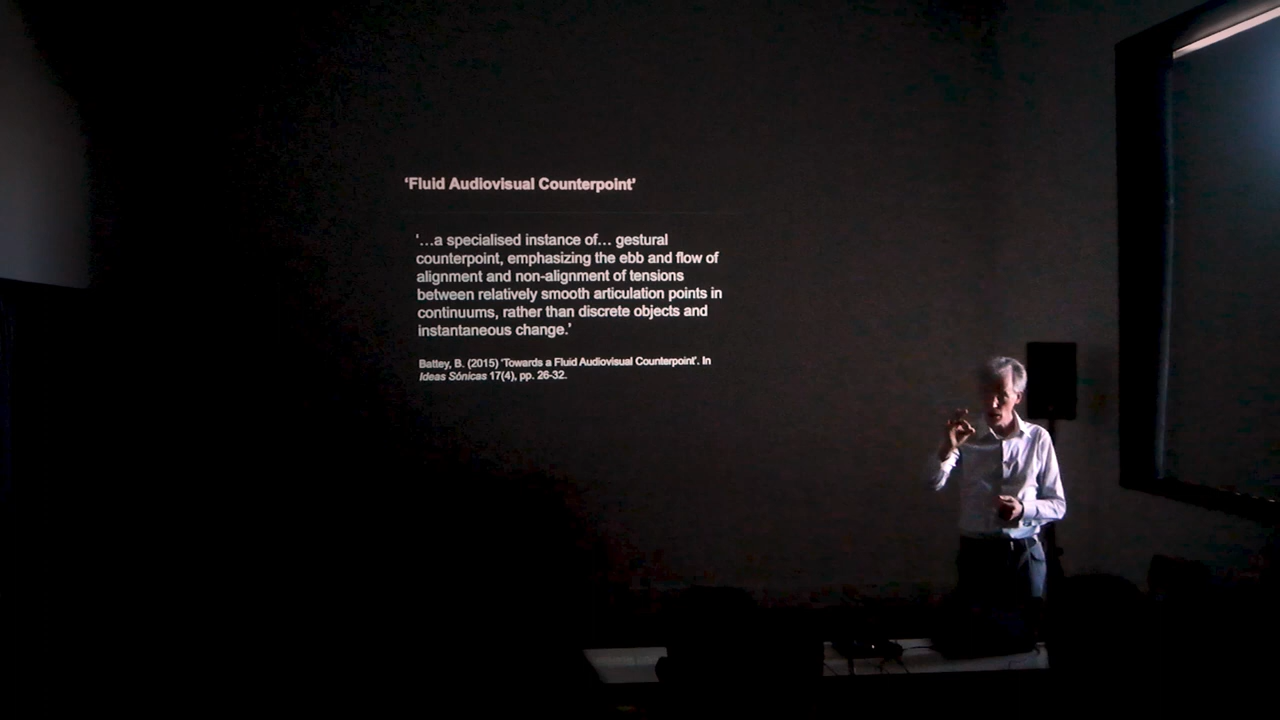 ‘Fluid Audiovisual Counterpoint’
‘…a specialised instance of… gestural
counterpoint, emphasizing the ebb and flow of
alignment and non-alignment of tensions
between relatively smooth articulation points in
continuums, rather than discrete objects and
instantaneous change.’
Battey, B. (2015) ‘Towards a Fluid Audiovisual Counterpoint’. In
Ideas Sônicas 17(4), pp. 26-32.